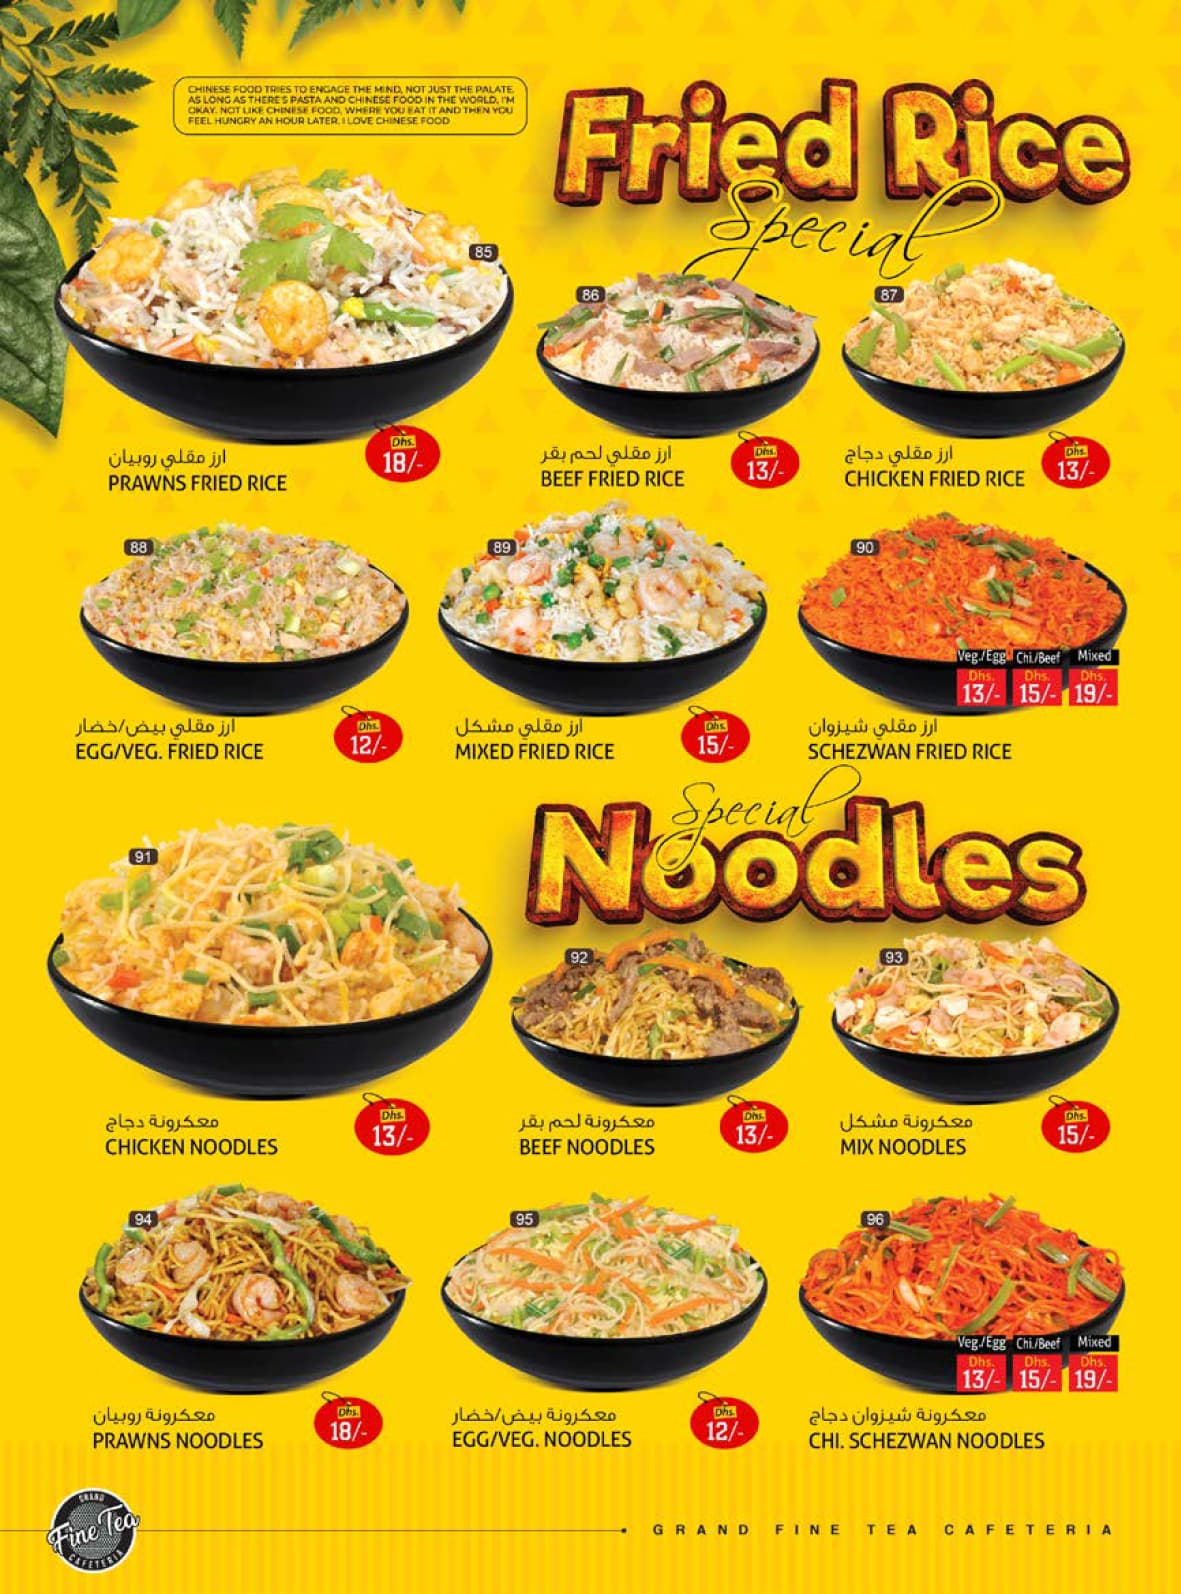 CHINESE FOOD TRIES TO ENGAGE THE MIND, NOT JUST THE PALATE.
AS LONG AS THERE'S PASTA AND CHINESE FOOD IN THE WORLD, I'M
OKAY. NOT LIKE CHINESE FOOD, WHERE YOU EAT IT AND THEN YOU
FEEL HUNGRY AN HOUR LATER. I LOVE CHINESE FOOD
Fried Rice
Special
85
ارز مقلي روبيان
PRAWNS FRIED RICE
Dhs.
18/-
86
ارز مقلي لحم بقر
BEEF FRIED RICE
Dhs.
13/-
87
ارز مقلي دجاج
CHICKEN FRIED RICE
Dhs.
13/-
88
ارز مقلي بيض/خضار
EGG/VEG. FRIED RICE
Dhs.
12/-
89
ارز مقلي مشكل
MIXED FRIED RICE
Dhs.
15/-
90
Veg./Egg Chi./Beef Mixed
Dhs. Dhs. Dhs.
13/- 15/- 19/-
ارز مقلي شيزوان
SCHEZWAN FRIED RICE
Special
Noodles
91
معكرونة دجاج
CHICKEN NOODLES
Dhs.
13/-
92
معكرونة لحم بقر
BEEF NOODLES
Dhs.
13/-
93
معكرونة مشكل
MIX NOODLES
Dhs.
15/-
94
معكرونة روبيان
PRAWNS NOODLES
Dhs.
18/-
95
معكرونة بيض/خضار
EGG/VEG. NOODLES
Dhs.
12/-
96
Veg./Egg Chi./Beef Mixed
Dhs. Dhs. Dhs.
13/- 15/- 19/-
معكرونة شيزوان دجاج
CHI. SCHEZWAN NOODLES
GRAND
Fine Tea
CAFETERIA
GRAND FINE TEA CAFETERIA